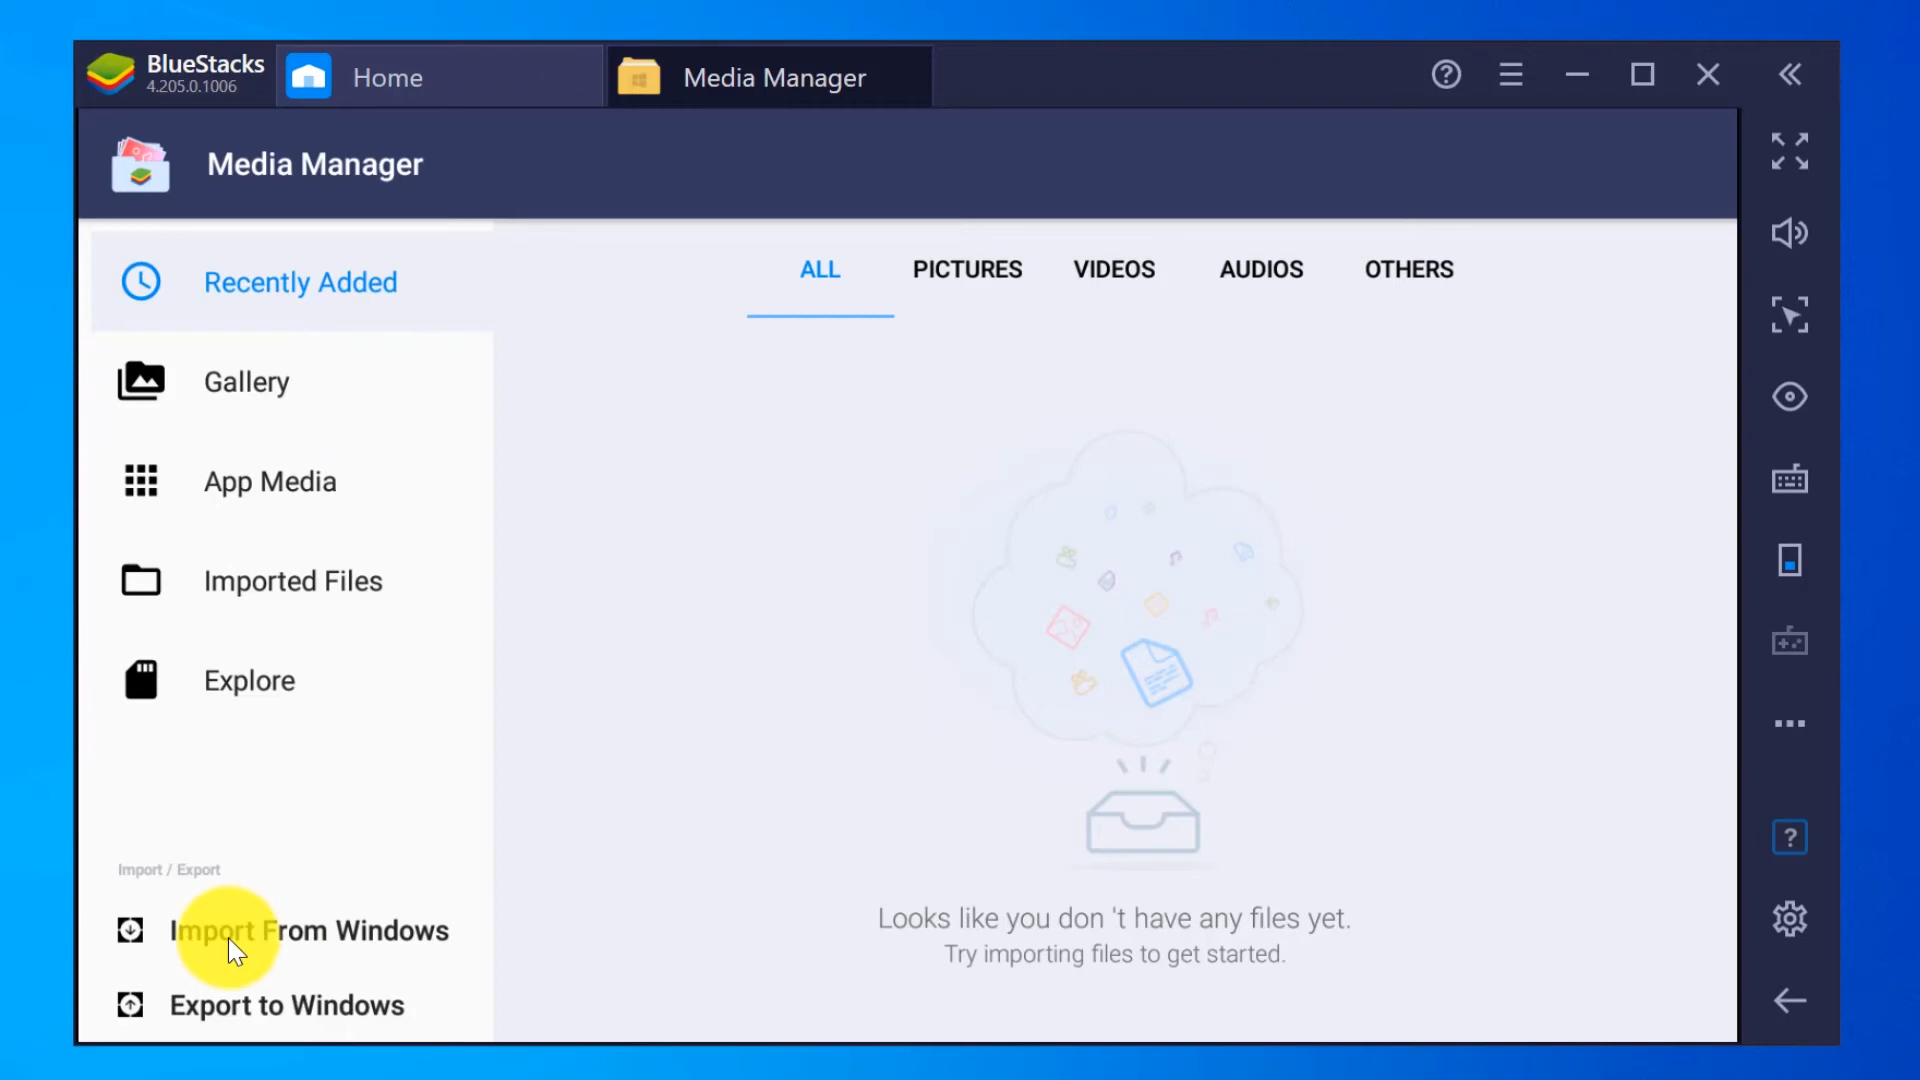 BlueStacks
4.205.0.1006
Home
Media Manager
Media Manager
Recently Added
Gallery
App Media
Imported Files
Explore
Import / Export
Import From Windows
Export to Windows
ALL
PICTURES
VIDEOS
AUDIOS
OTHERS
Looks like you don 't have any files yet.
Try importing files to get started.